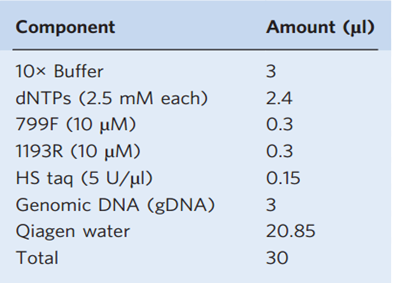 Component Amount (µl)
10× Buffer 3
dNTPs (2.5 mM each) 2.4
799F (10 µM) 0.3
1193R (10 µM) 0.3
HS taq (5 U/µl) 0.15
Genomic DNA (gDNA) 3
Qiagen water 20.85
Total 30